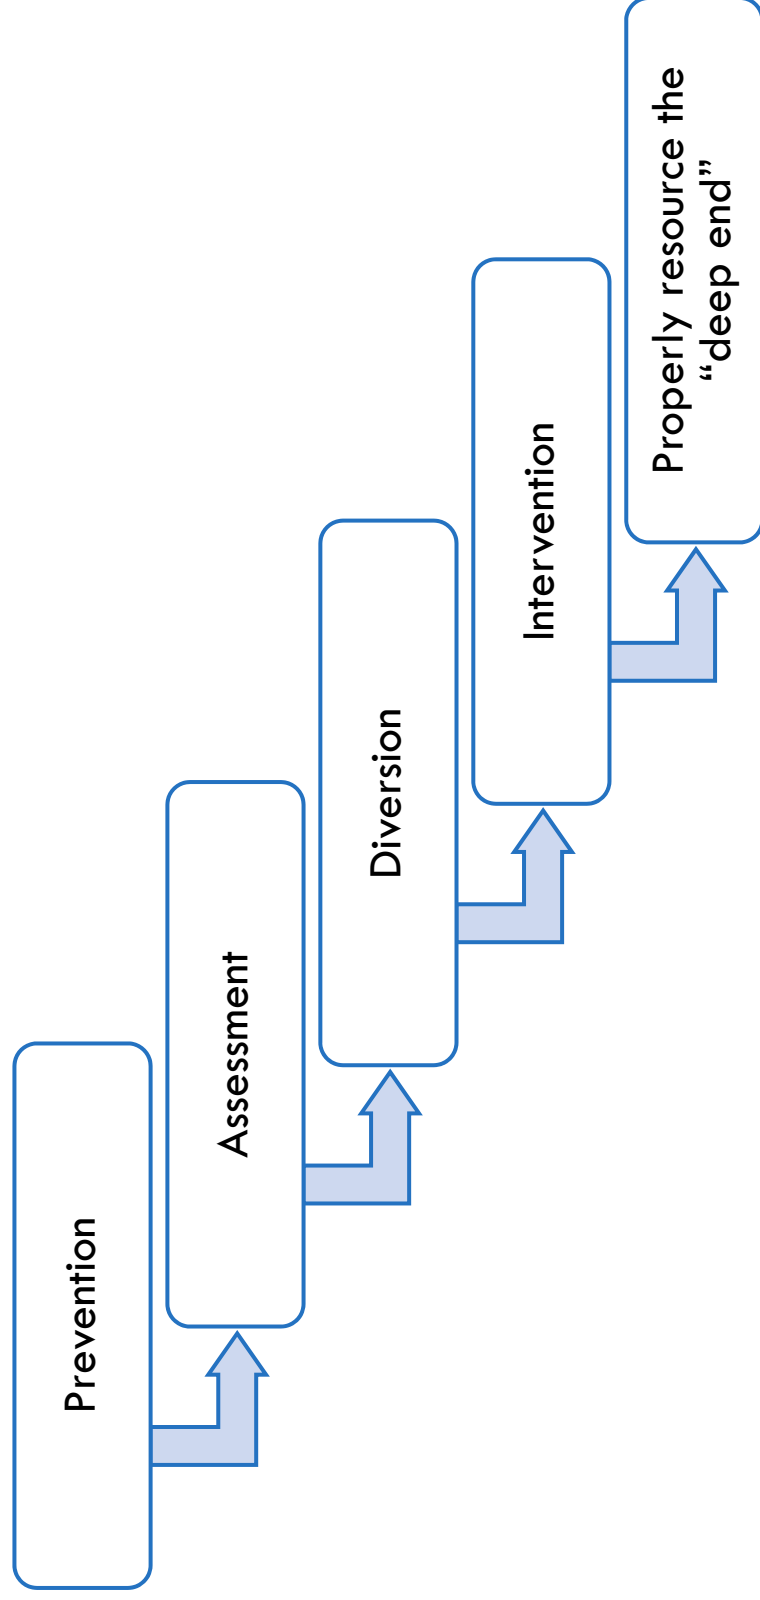 Prevention
Assessment
Diversion
Intervention
Properly resource the
“deep end”